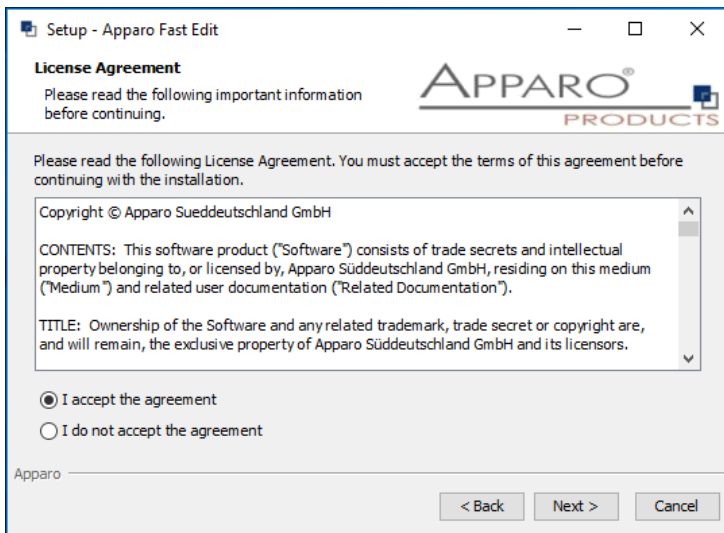 Setup - Apparo Fast Edit
License Agreement
Please read the following important information
before continuing.
APPARO®
PRODUCTS
Please read the following License Agreement. You must accept the terms of this agreement before
continuing with the installation.
Copyright © Apparo Sueddeutschland GmbH
CONTENTS:  This software product ("Software") consists of trade secrets and intellectual
property belonging to, or licensed by, Apparo Süddeutschland GmbH, residing on this medium
("Medium") and related user documentation ("Related Documentation").
TITLE:  Ownership of the Software and any related trademark, trade secret or copyright are,
and will remain, the exclusive property of Apparo Süddeutschland GmbH and its licensors.
I accept the agreement
I do not accept the agreement
Apparo
< Back
Next >
Cancel